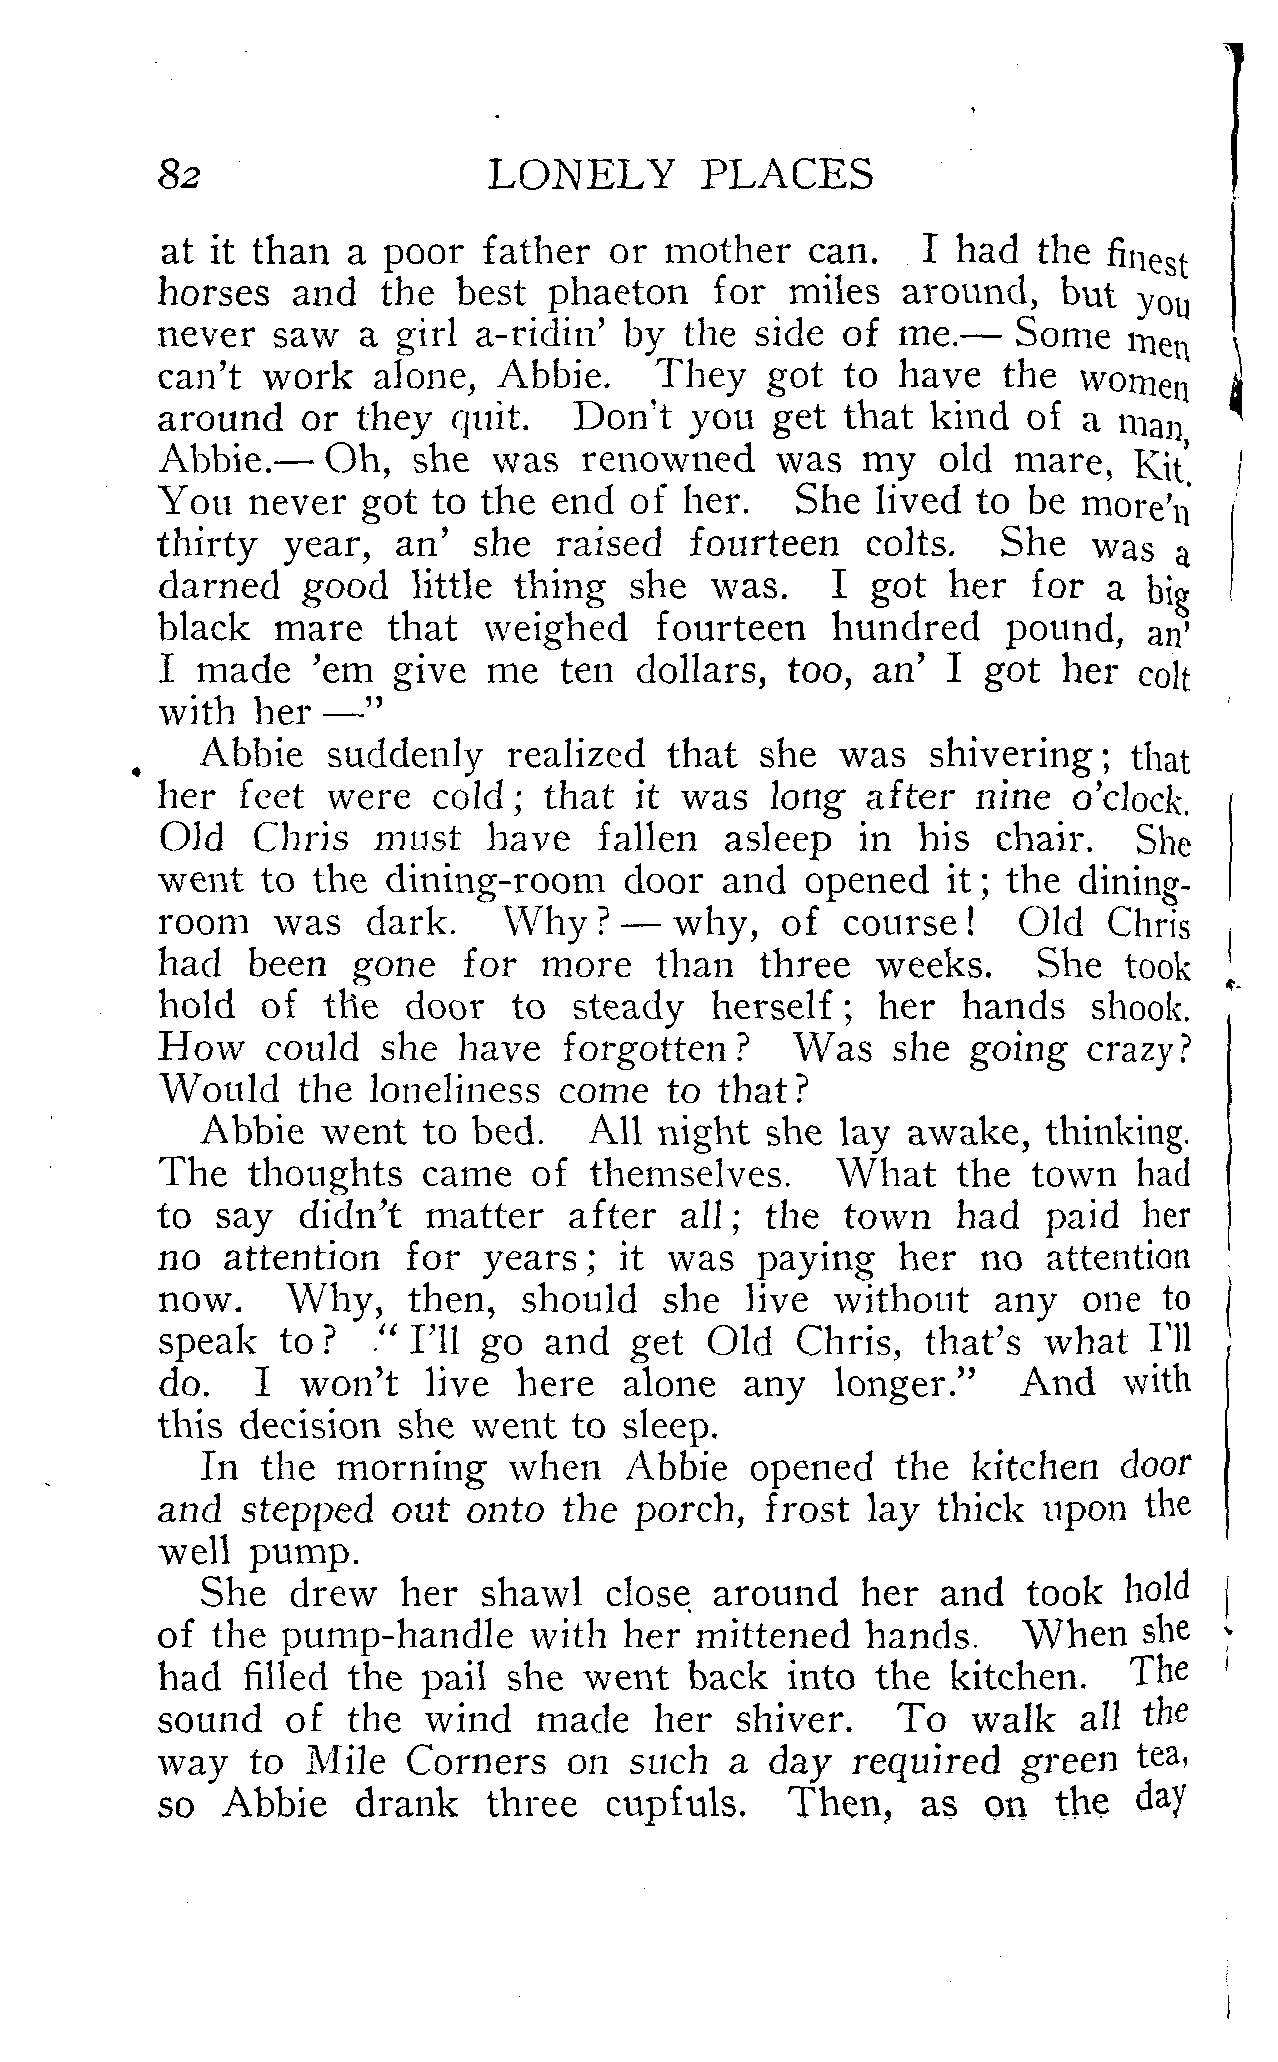 82 LONELY PLACES
at it than a poor father or mother can. I had the finest
horses and the best phaeton for miles around, but you
never saw a girl a-ridin' by the side of me.— Some men
can't work alone, Abbie. They got to have the women
around or they quit. Don't you get that kind of a man,
Abbie.— Oh, she was renowned was my old mare, Kit.
You never got to the end of her. She lived to be more'n
thirty year, an' she raised fourteen colts. She was a
darned good little thing she was. I got her for a big
black mare that weighed fourteen hundred pound, an'
I made 'em give me ten dollars, too, an' I got her colt
with her —"
Abbie suddenly realized that she was shivering; that
her feet were cold; that it was long after nine o'clock.
Old Chris must have fallen asleep in his chair. She
went to the dining-room door and opened it; the dining-
room was dark. Why?— why, of course! Old Chris
had been gone for more than three weeks. She took
hold of the door to steady herself; her hands shook.
How could she have forgotten? Was she going crazy?
Would the loneliness come to that?
Abbie went to bed. All night she lay awake, thinking.
The thoughts came of themselves. What the town had
to say didn't matter after all; the town had paid her
no attention for years; it was paying her no attention
now. Why, then, should she live without any one to
speak to? "I'll go and get Old Chris, that's what I'll
do. I won't live here alone any longer." And with
this decision she went to sleep.
In the morning when Abbie opened the kitchen door
and stepped out onto the porch, frost lay thick upon the
well pump.
She drew her shawl close around her and took hold
of the pump-handle with her mittened hands. When she
had filled the pail she went back into the kitchen. The
sound of the wind made her shiver. To walk all the
way to Mile Corners on such a day required green tea,
so Abbie drank three cupfuls. Then, as on the day